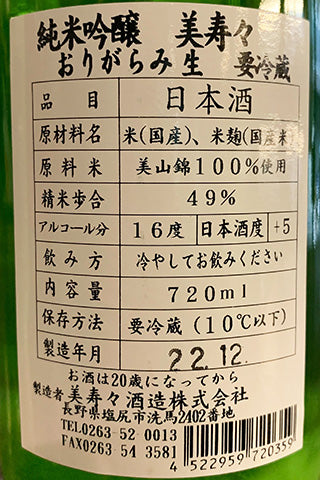 純米吟醸 美寿々
おりがらみ生 要冷蔵
品目 日本酒
原材料名 米(国産)、米麹(国産米
原料米 美山錦100%使用
精米歩合 49%
アルコール分 16度 日本酒度 +5
飲み方 冷やしてお飲みください
内容量 720ml
保存方法 要冷蔵(10℃以下)
製造年月 22.12.
お酒は20歳になってから
製造者 美寿々酒造株式会社
長野県塩尻市洗馬2402番地
TEL0263-52 0013
FAX0263-54 3581
4 522959 720359